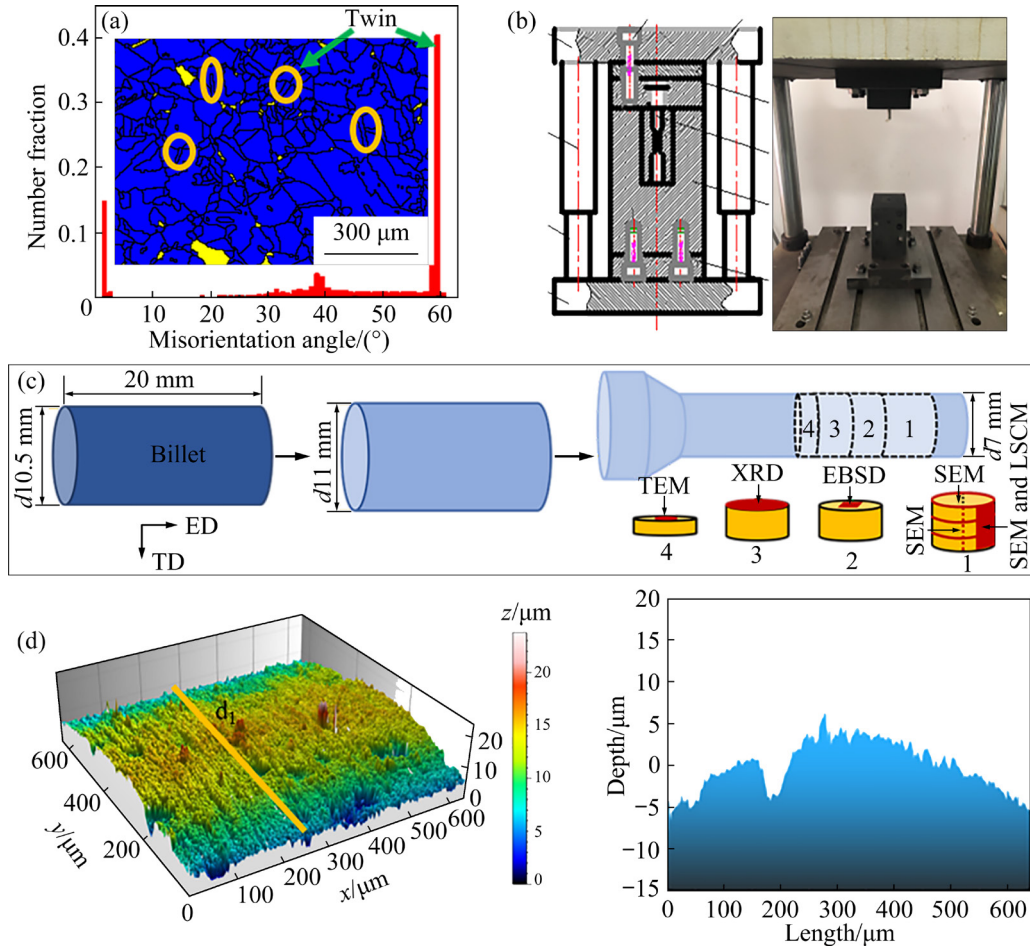 (a)
Twin
0.4
0.3
0.2
0.1
Number fraction
300 μm
10 20 30 40 50 60
Misorientation angle/(°)
(b)
(c)
20 mm
d10.5 mm
Billet
ED
TD
d11 mm
4 3 2 1
d7 mm
TEM
4
XRD
3
EBSD
2
SEM
SEM
SEM and LSCM
1
(d)
d1
z/μm
20
15
10
5
0
20
10
0
600
400
200
y/μm
0
100 200 300 400 500 600
x/μm
20
15
10
5
0
−5
−10
−15
Depth/μm
0 100 200 300 400 500 600
Length/μm